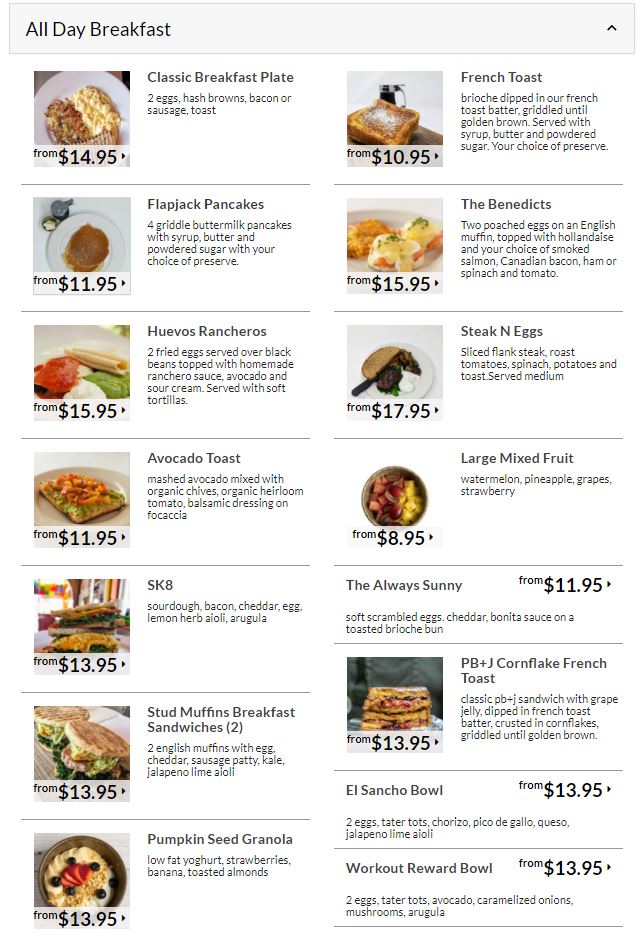 All Day Breakfast
Classic Breakfast Plate
2 eggs, hash browns, bacon or
sausage, toast
from$14.95
French Toast
brioche dipped in our french
toast batter, griddled until
golden brown. Served with
syrup, butter and powdered
sugar. Your choice of preserve.
from$10.95
Flapjack Pancakes
4 griddle buttermilk pancakes
with syrup, butter and
powdered sugar with your
choice of preserve.
from$11.95
The Benedicts
Two poached eggs on an English
muffin, topped with hollandaise
and your choice of smoked
salmon, Canadian bacon, ham or
spinach and tomato.
from$15.95
Huevos Rancheros
2 fried eggs served over black
beans topped with homemade
ranchero sauce, avocado and
sour cream. Served with soft
tortillas.
from$15.95
Steak N Eggs
Sliced flank steak, roast
tomatoes, spinach, potatoes and
toast.Served medium
from$17.95
Avocado Toast
mashed avocado mixed with
organic chives, organic heirloom
tomato, balsamic dressing on
focaccia
from$11.95
Large Mixed Fruit
watermelon, pineapple, grapes,
strawberry
from$8.95
SK8
sourdough, bacon, cheddar, egg,
lemon herb aioli, arugula
from$13.95
The Always Sunny
from$11.95
soft scrambled eggs. cheddar, bonita sauce on a
toasted brioche bun
Stud Muffins Breakfast
Sandwiches (2)
2 english muffins with egg,
cheddar, sausage patty, kale,
jalapeno lime aioli
from$13.95
PB+J Cornflake French
Toast
classic pb+j sandwich with grape
jelly, dipped in french toast
batter, crusted in cornflakes,
griddled until golden brown.
from$13.95
El Sancho Bowl
from$13.95
2 eggs, tater tots, chorizo, pico de gallo, queso,
jalapeno lime aioli
Pumpkin Seed Granola
low fat yoghurt, strawberries,
banana, toasted almonds
from$13.95
Workout Reward Bowl
from$13.95
2 eggs, tater tots, avocado, caramelized onions,
mushrooms, arugula